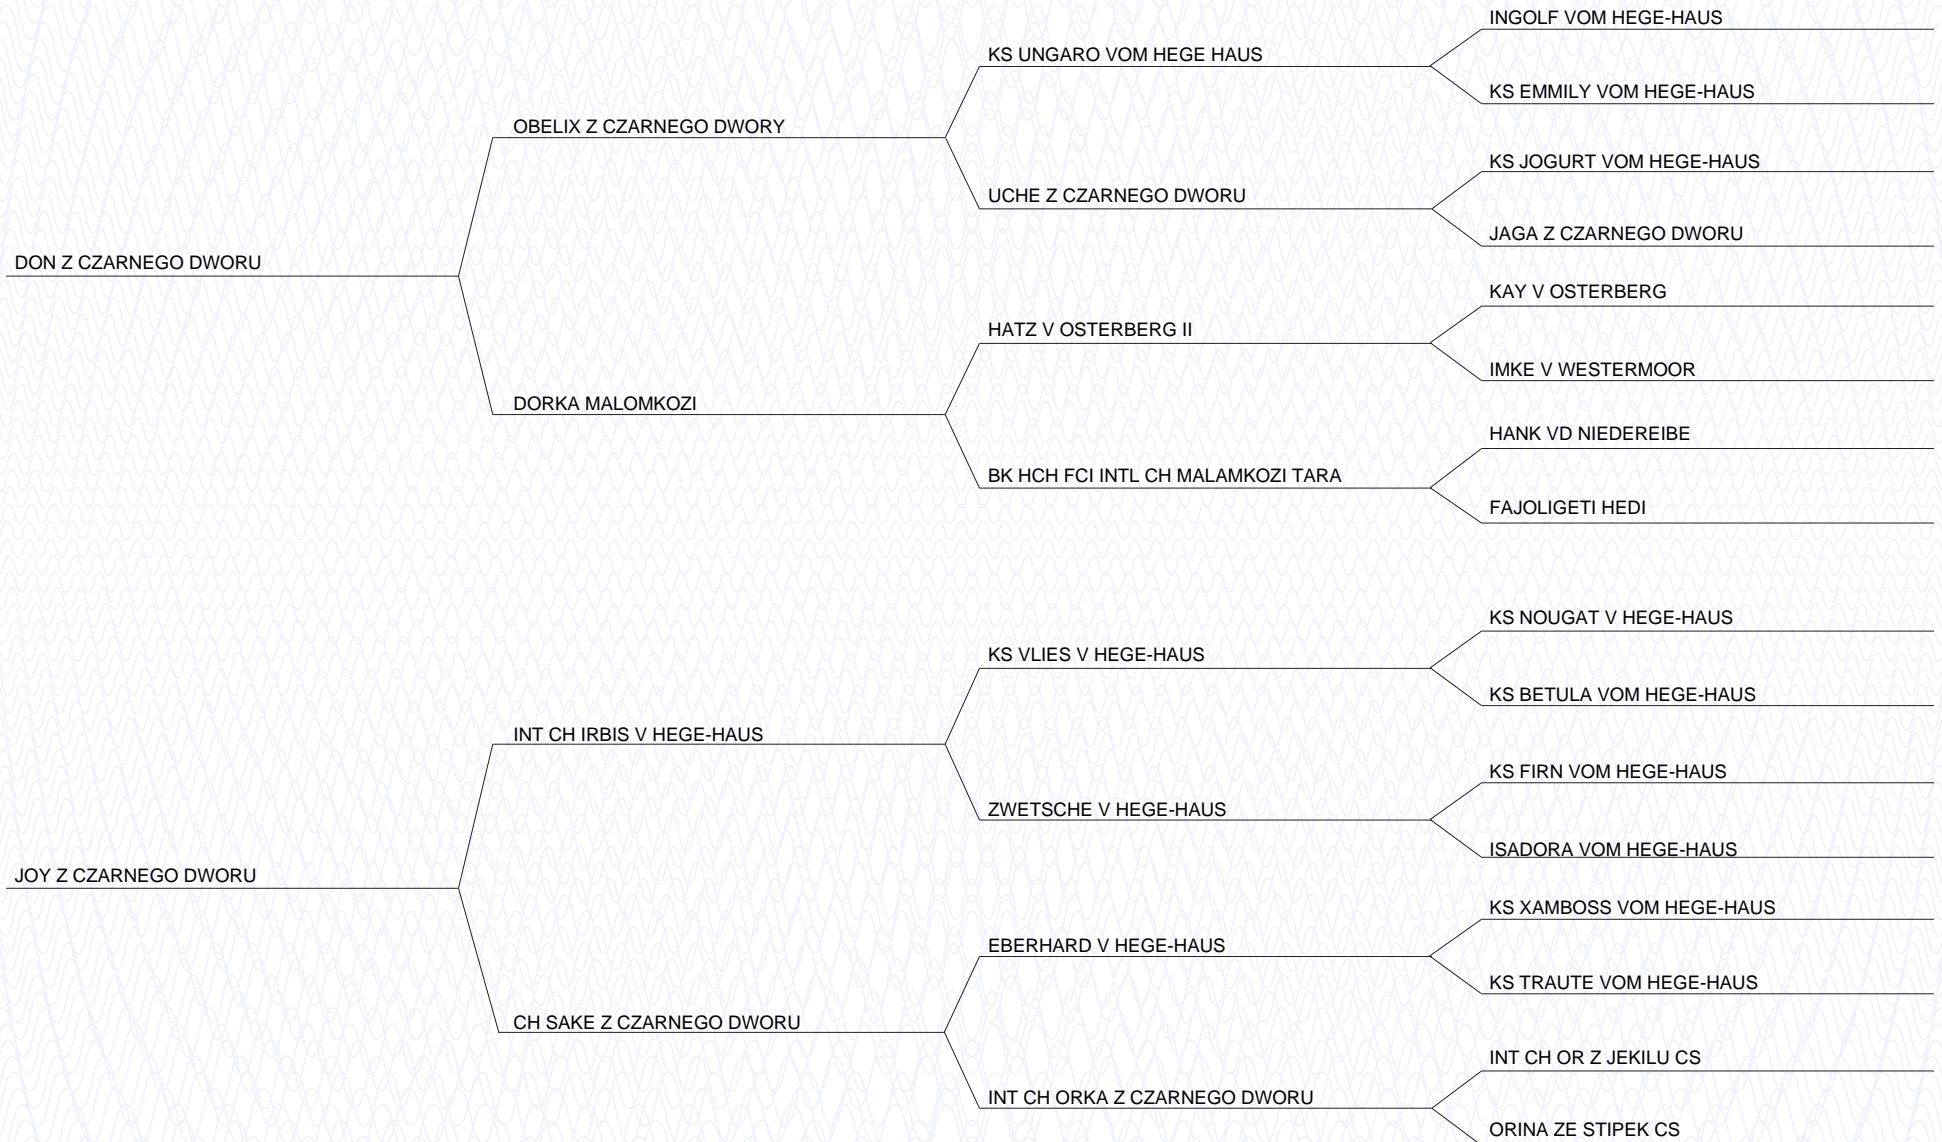 INGOLF VOM HEGE-HAUS
KS UNGARO VOM HEGE HAUS
KS EMMILY VOM HEGE-HAUS
OBELIX Z CZARNEGO DWORY
KS JOGURT VOM HEGE-HAUS
UCHE Z CZARNEGO DWORU
JAGA Z CZARNEGO DWORU
DON Z CZARNEGO DWORU
KAY V OSTERBERG
HATZ V OSTERBERG II
IMKE V WESTERMOOR
DORKA MALOMKOZI
HANK VD NIEDEREIBE
BK HCH FCI INTL CH MALAMKOZI TARA
FAJOLIGETI HEDI
KS NOUGAT V HEGE-HAUS
KS VLIES V HEGE-HAUS
KS BETULA VOM HEGE-HAUS
INT CH IRBIS V HEGE-HAUS
KS FIRN VOM HEGE-HAUS
ZWETSCHE V HEGE-HAUS
ISADORA VOM HEGE-HAUS
JOY Z CZARNEGO DWORU
KS XAMBOSS VOM HEGE-HAUS
EBERHARD V HEGE-HAUS
KS TRAUTE VOM HEGE-HAUS
CH SAKE Z CZARNEGO DWORU
INT CH OR Z JEKILU CS
INT CH ORKA Z CZARNEGO DWORU
ORINA ZE STIPEK CS